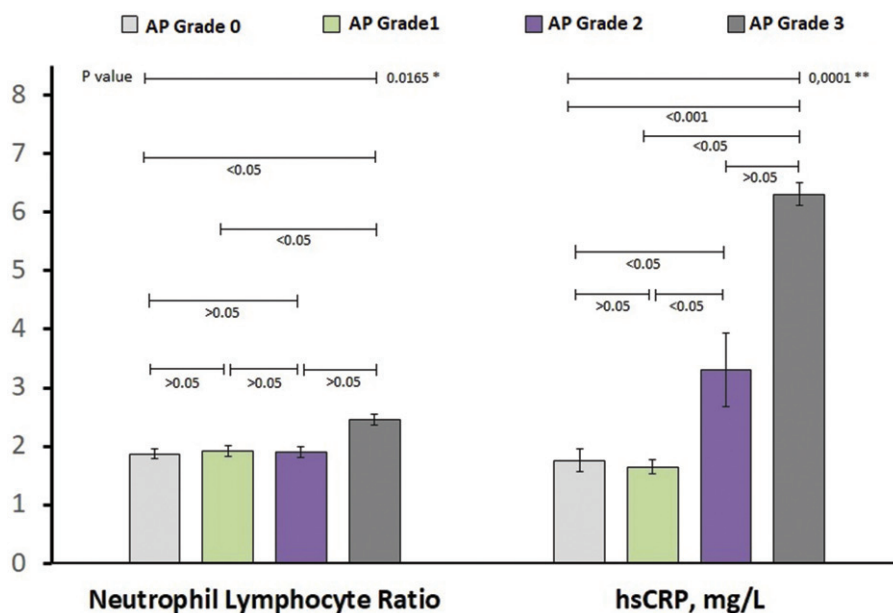 AP Grade 0 AP Grade1 AP Grade 2 AP Grade 3
P value 0.0165 * 0,0001 **
8
<0.001
<0.05
7
<0.05 >0.05
6
<0.05
5
<0.05
>0.05 >0.05 <0.05
4
>0.05 >0.05 >0.05
3
2
1
0
Neutrophil Lymphocyte Ratio hsCRP, mg/L